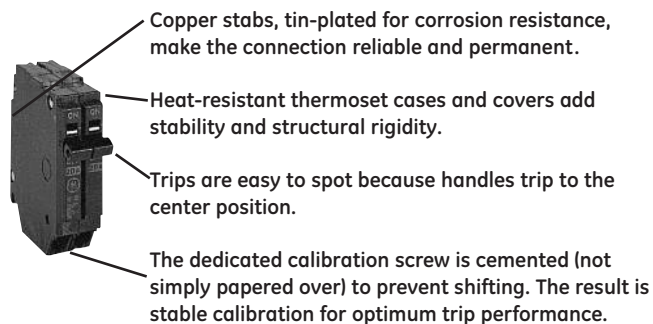 Copper stabs, tin-plated for corrosion resistance,
make the connection reliable and permanent.
Heat-resistant thermoset cases and covers add
stability and structural rigidity.
ON ON
Trips are easy to spot because handles trip to the
center position.
The dedicated calibration screw is cemented (not
simply papered over) to prevent shifting. The result is
stable calibration for optimum trip performance.